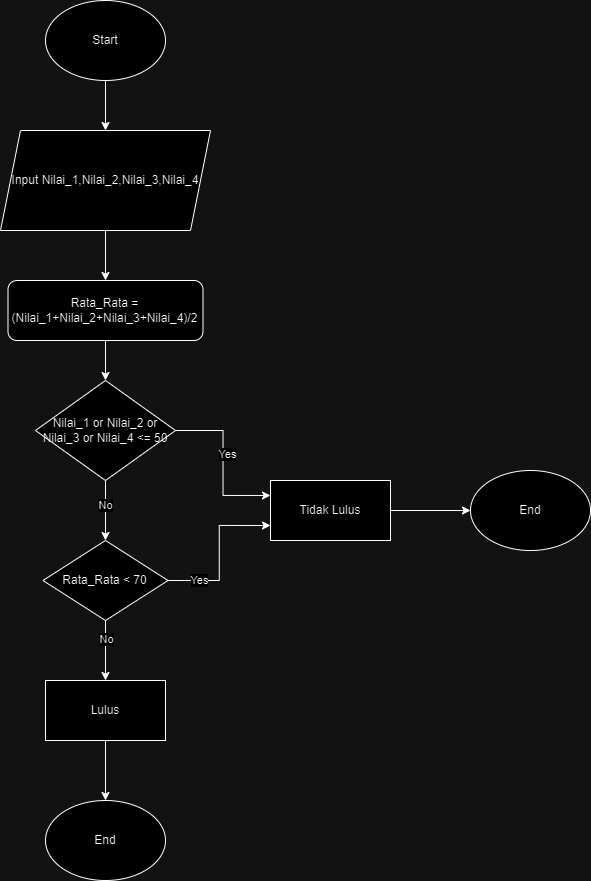 Start
Input Nilai_1,Nilai_2,Nilai_3,Nilai_4
Rata_Rata =
(Nilai_1+Nilai_2+Nilai_3+Nilai_4)/2
Nilai_1 or Nilai_2 or
Nilai_3 or Nilai_4 <= 50
Yes
No
Tidak Lulus
End
Rata_Rata < 70
Yes
No
Lulus
End